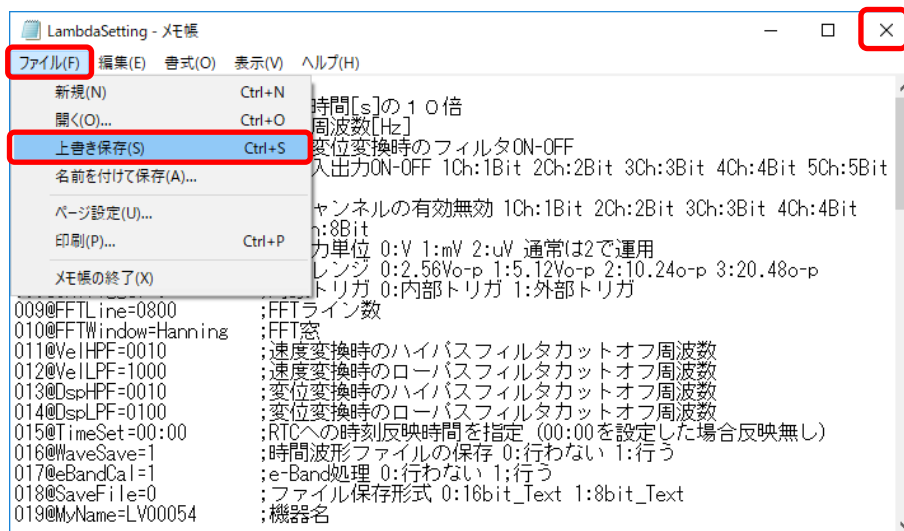 LambdaSetting - メモ帳
ファイル(F) 編集(E) 書式(O) 表示(V) ヘルプ(H)
新規(N) Ctrl+N
開く(O)... Ctrl+O
上書き保存(S) Ctrl+S
名前を付けて保存(A)...
ページ設定(U)...
印刷(P)... Ctrl+P
メモ帳の終了(X)
時間[s]の１０倍
周波数[Hz]
変位変換時のフィルタON-OFF
入出力ON-OFF 1Ch:1Bit 2Ch:2Bit 3Ch:3Bit 4Ch:4Bit 5Ch:5Bit
ャンネルの有効無効 1Ch:1Bit 2Ch:2Bit 3Ch:3Bit 4Ch:4Bit
h:8Bit
力単位 0:V 1:mV 2:uV 通常は2で運用
レンジ 0:2.56Vo-p 1:5.12Vo-p 2:10.24o-p 3:20.48o-p
トリガ 0:内部トリガ 1:外部トリガ
009@FFTLine=0800 ;FFTライン数
010@FFTWindow=Hanning ;FFT窓
011@VelHPF=0010 ;速度変換時のハイパスフィルタカットオフ周波数
012@VelLPF=1000 ;速度変換時のローパスフィルタカットオフ周波数
013@DspHPF=0010 ;変位変換時のハイパスフィルタカットオフ周波数
014@DspLPF=0100 ;変位変換時のローパスフィルタカットオフ周波数
015@TimeSet=00:00 ;RTCへの時刻反映時間を指定（00:00を設定した場合反映無し）
016@WaveSave=1 ;時間波形ファイルの保存 0:行わない 1:行う
017@eBandCal=1 ;e-Band処理 0:行わない 1;行う
018@SaveFile=0 ;ファイル保存形式 0:16bit_Text 1:8bit_Text
019@MyName=LV00054 ;機器名